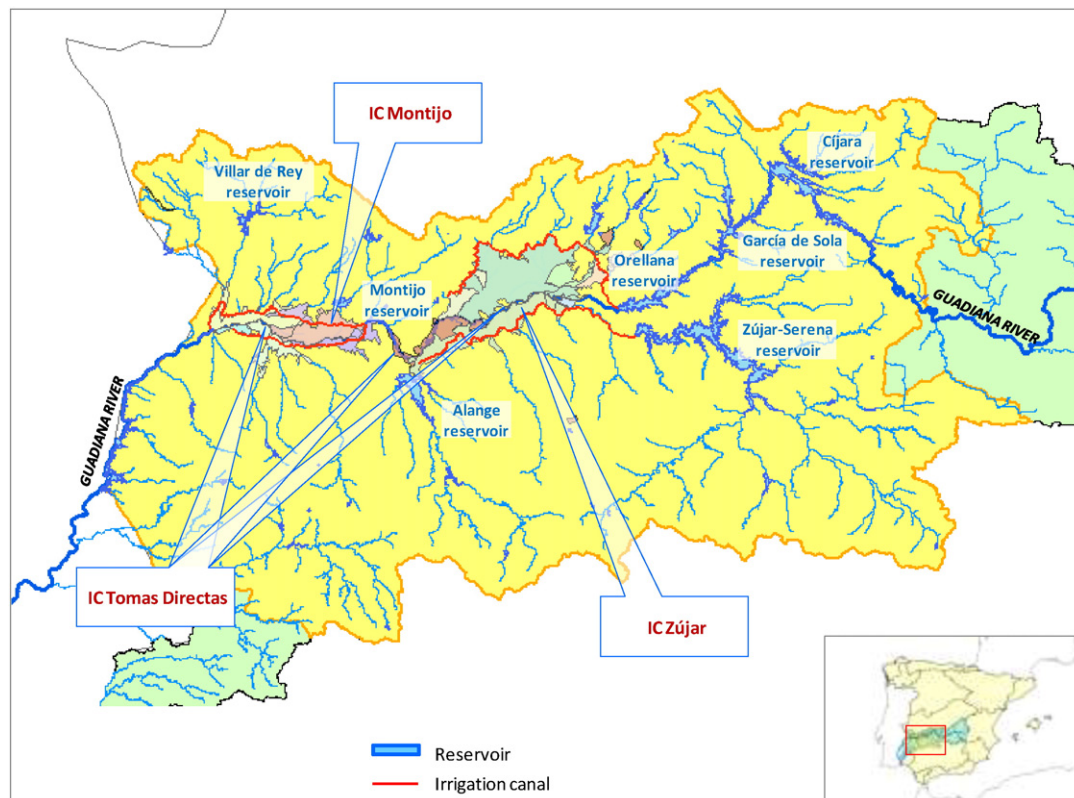 IC Montijo
Villar de Rey
reservoir
Cíjara
reservoir
García de Sola
reservoir
Orellana
reservoir
Montijo
reservoir
GUADIANA RIVER
Zújar-Serena
reservoir
Alange
reservoir
GUADIANA RIVER
IC Tomas Directas
IC Zújar
Reservoir
Irrigation canal